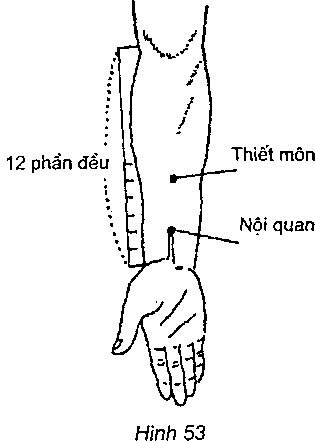 Thiết môn
12 phần đều
Nội quan
Hình 53